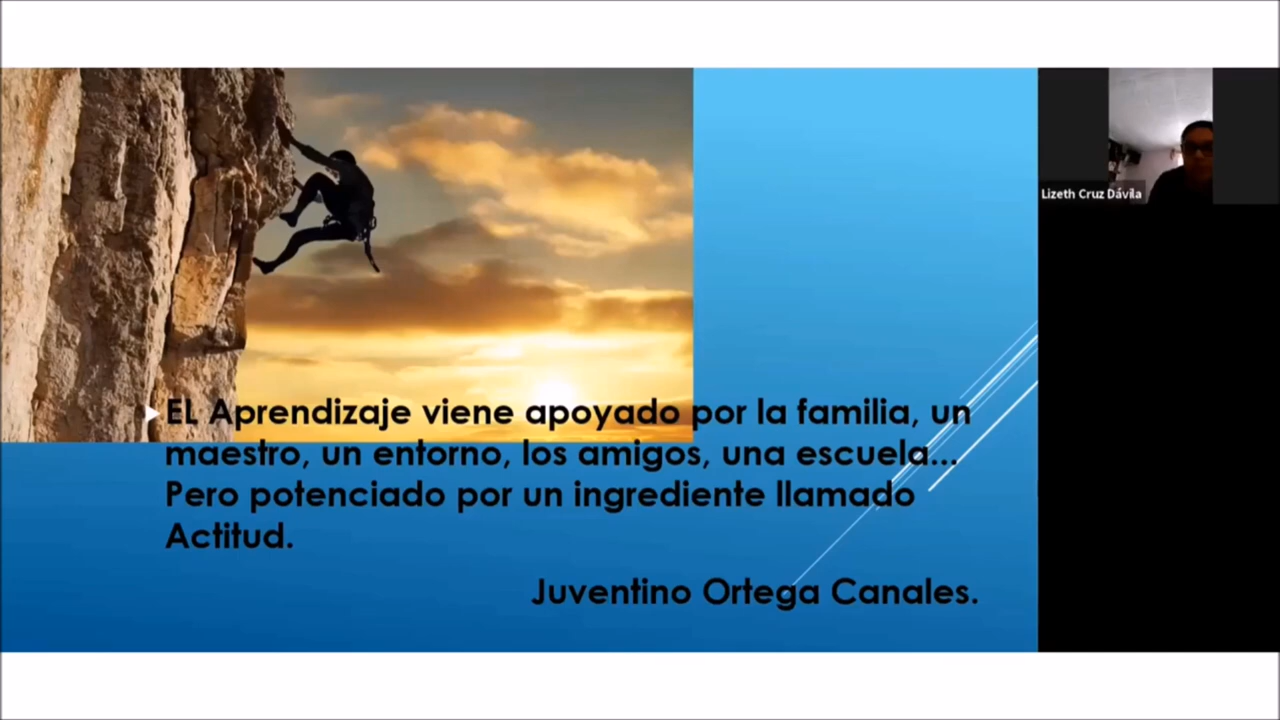 EL Aprendizaje viene apoyado por la familia, un
maestro, un entorno, los amigos, una escuela...
Pero potenciado por un ingrediente llamado
Actitud.
Juventino Ortega Canales.
Lizeth Cruz Dávila